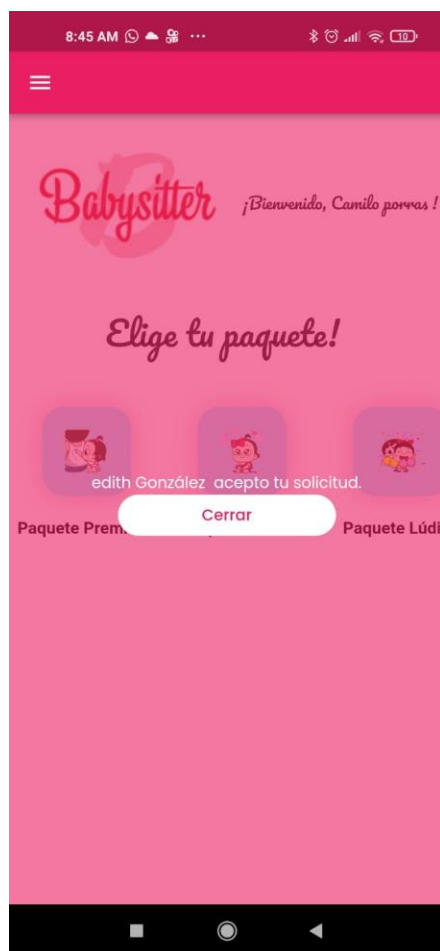 8:45 AM
10
Babysitter
¡Bienvenido, Camilo porras !
Elige tu paquete!
edith González acepto tu solicitud.
Cerrar
Paquete Prem
Paquete Lúdi